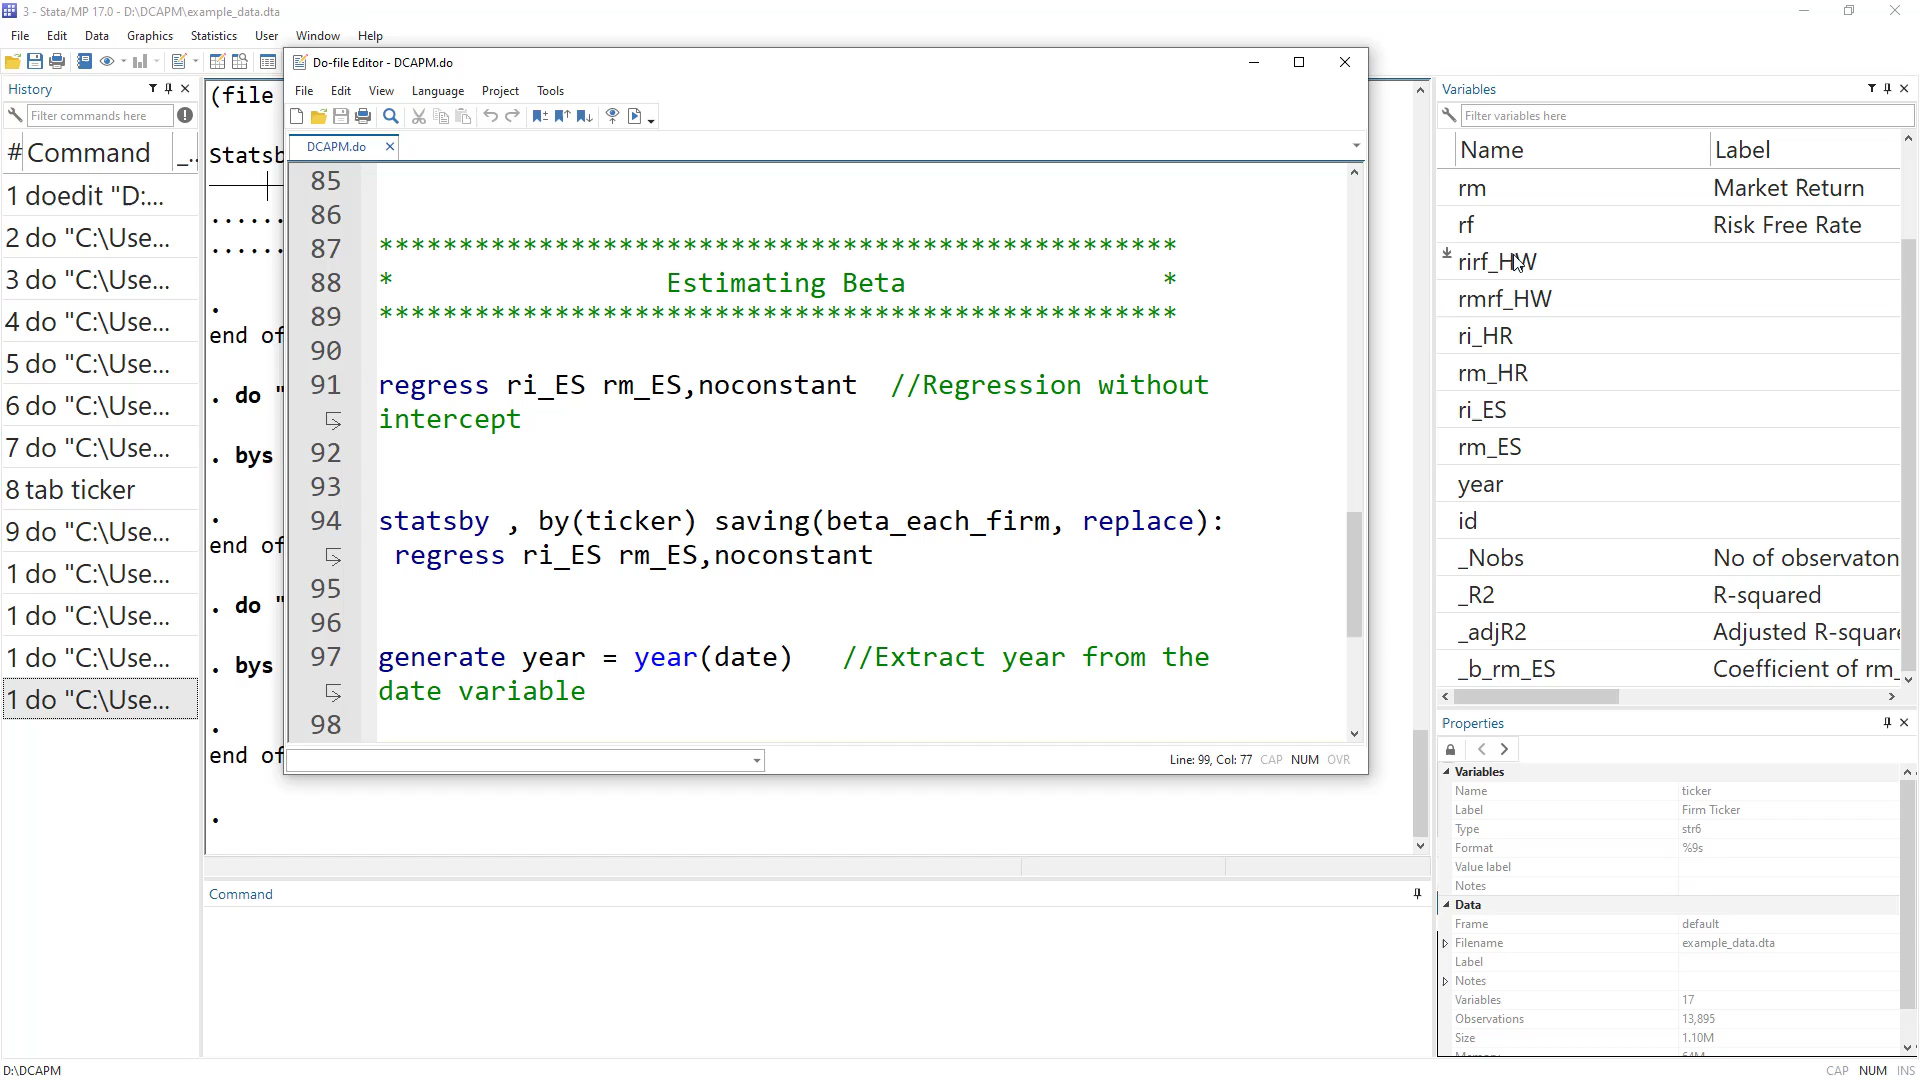 3 - Stata/MP 17.0 - D:\DCAPM\example_data.dta
File Edit Data Graphics Statistics User Window Help
History
Filter commands here
# Command _..
1 doedit "D:...
2 do "C:\Use...
3 do "C:\Use...
4 do "C:\Use...
5 do "C:\Use...
6 do "C:\Use...
7 do "C:\Use...
8 tab ticker
9 do "C:\Use...
1 do "C:\Use...
1 do "C:\Use...
1 do "C:\Use...
1 do "C:\Use...
(file
Statsb
......
......
.
end of
. do "
. bys
.
end of
. do "
. bys
.
end of
.
Do-file Editor - DCAPM.do
File Edit View Language Project Tools
DCAPM.do
85
86
87 **************************************************
88 * Estimating Beta *
89 **************************************************
90
91 regress ri_ES rm_ES,noconstant //Regression without
intercept
92
93
94 statsby , by(ticker) saving(beta_each_firm, replace):
regress ri_ES rm_ES,noconstant
95
96
97 generate year = year(date) //Extract year from the
date variable
98
Line: 99, Col: 77 CAP NUM OVR
Command
Variables
Filter variables here
Name Label
rm Market Return
rf Risk Free Rate
rirf_HW
rmrf_HW
ri_HR
rm_HR
ri_ES
rm_ES
year
id
_Nobs No of observaton
_R2 R-squared
_adjR2 Adjusted R-square
_b_rm_ES Coefficient of rm_
Properties
Variables
Name ticker
Label Firm Ticker
Type str6
Format %9s
Value label
Notes
Data
Frame default
Filename example_data.dta
Label
Notes
Variables 17
Observations 13,895
Size 1.10M
D:\DCAPM
CAP NUM INS